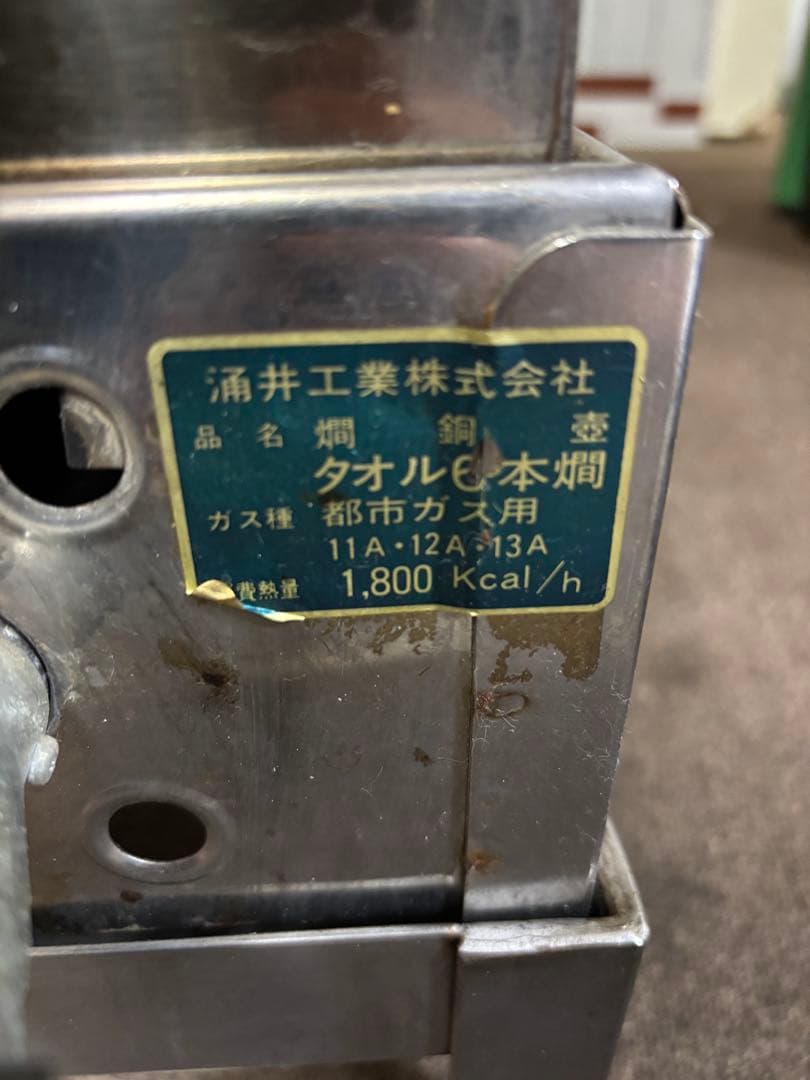 涌井工業株式会社
品名 燗銅壺
タオル6本燗
ガス種 都市ガス用
11A・12A・13A
費熱量 1,800 Kcal/h